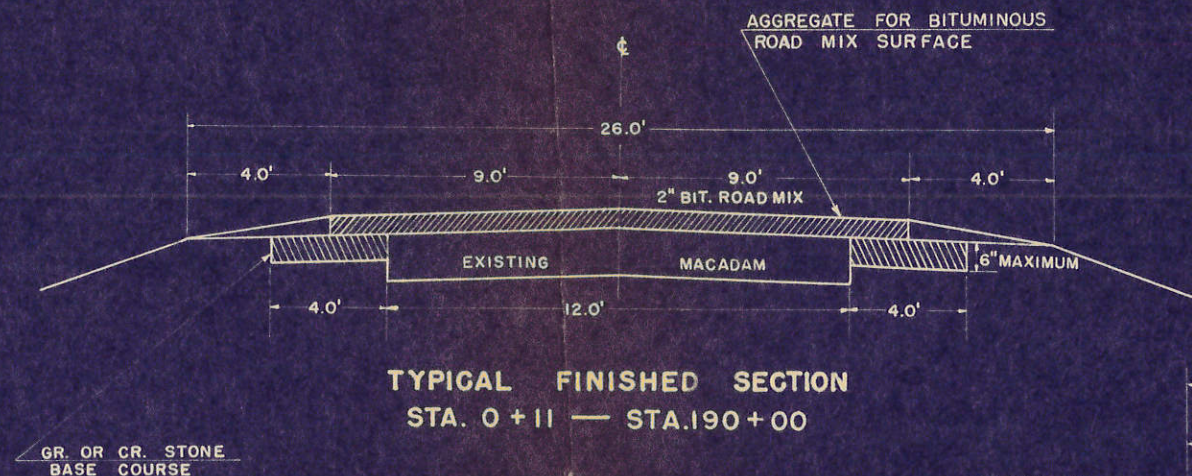 AGGREGATE FOR BITUMINOUS
ROAD MIX SURFACE
℄
26.0'
4.0' 9.0' 9.0' 4.0'
2" BIT. ROAD MIX
EXISTING MACADAM
6" MAXIMUM
4.0' 12.0' 4.0'
TYPICAL FINISHED SECTION
STA. 0+11 — STA.190+00
GR. OR CR. STONE
BASE COURSE